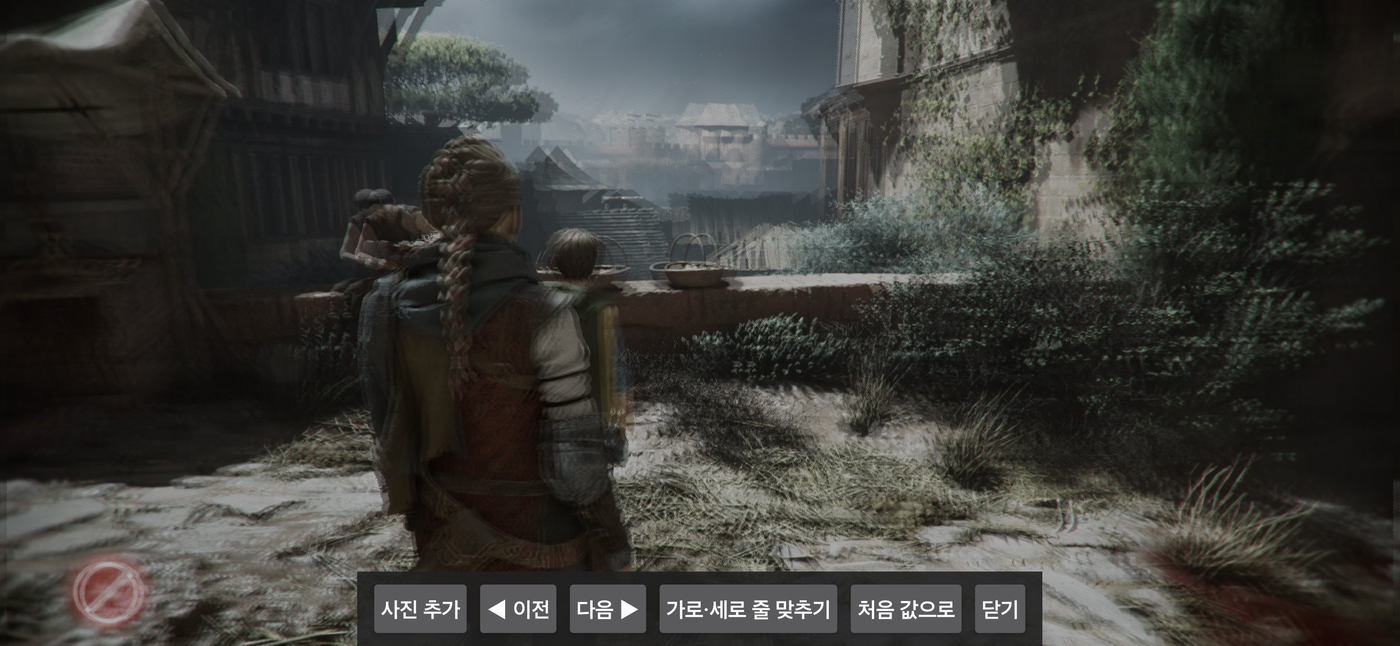 사진 추가
◀ 이전
다음 ▶
가로·세로 줄 맞추기
처음 값으로
닫기